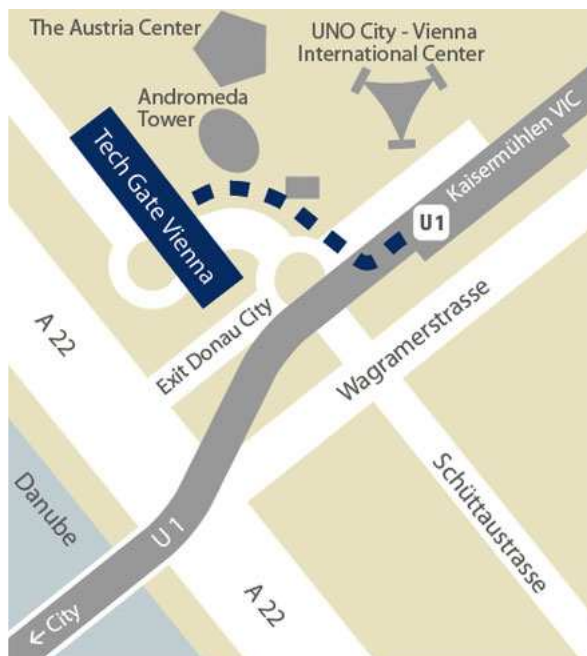 The Austria Center
UNO City - Vienna
International Center
Andromeda
Tower
Tech Gate Vienna
Kaisermühlen VIC
U1
A 22
Exit Donau City
Wagramerstrasse
Schüttaustrasse
Danube
U 1
← City
A 22